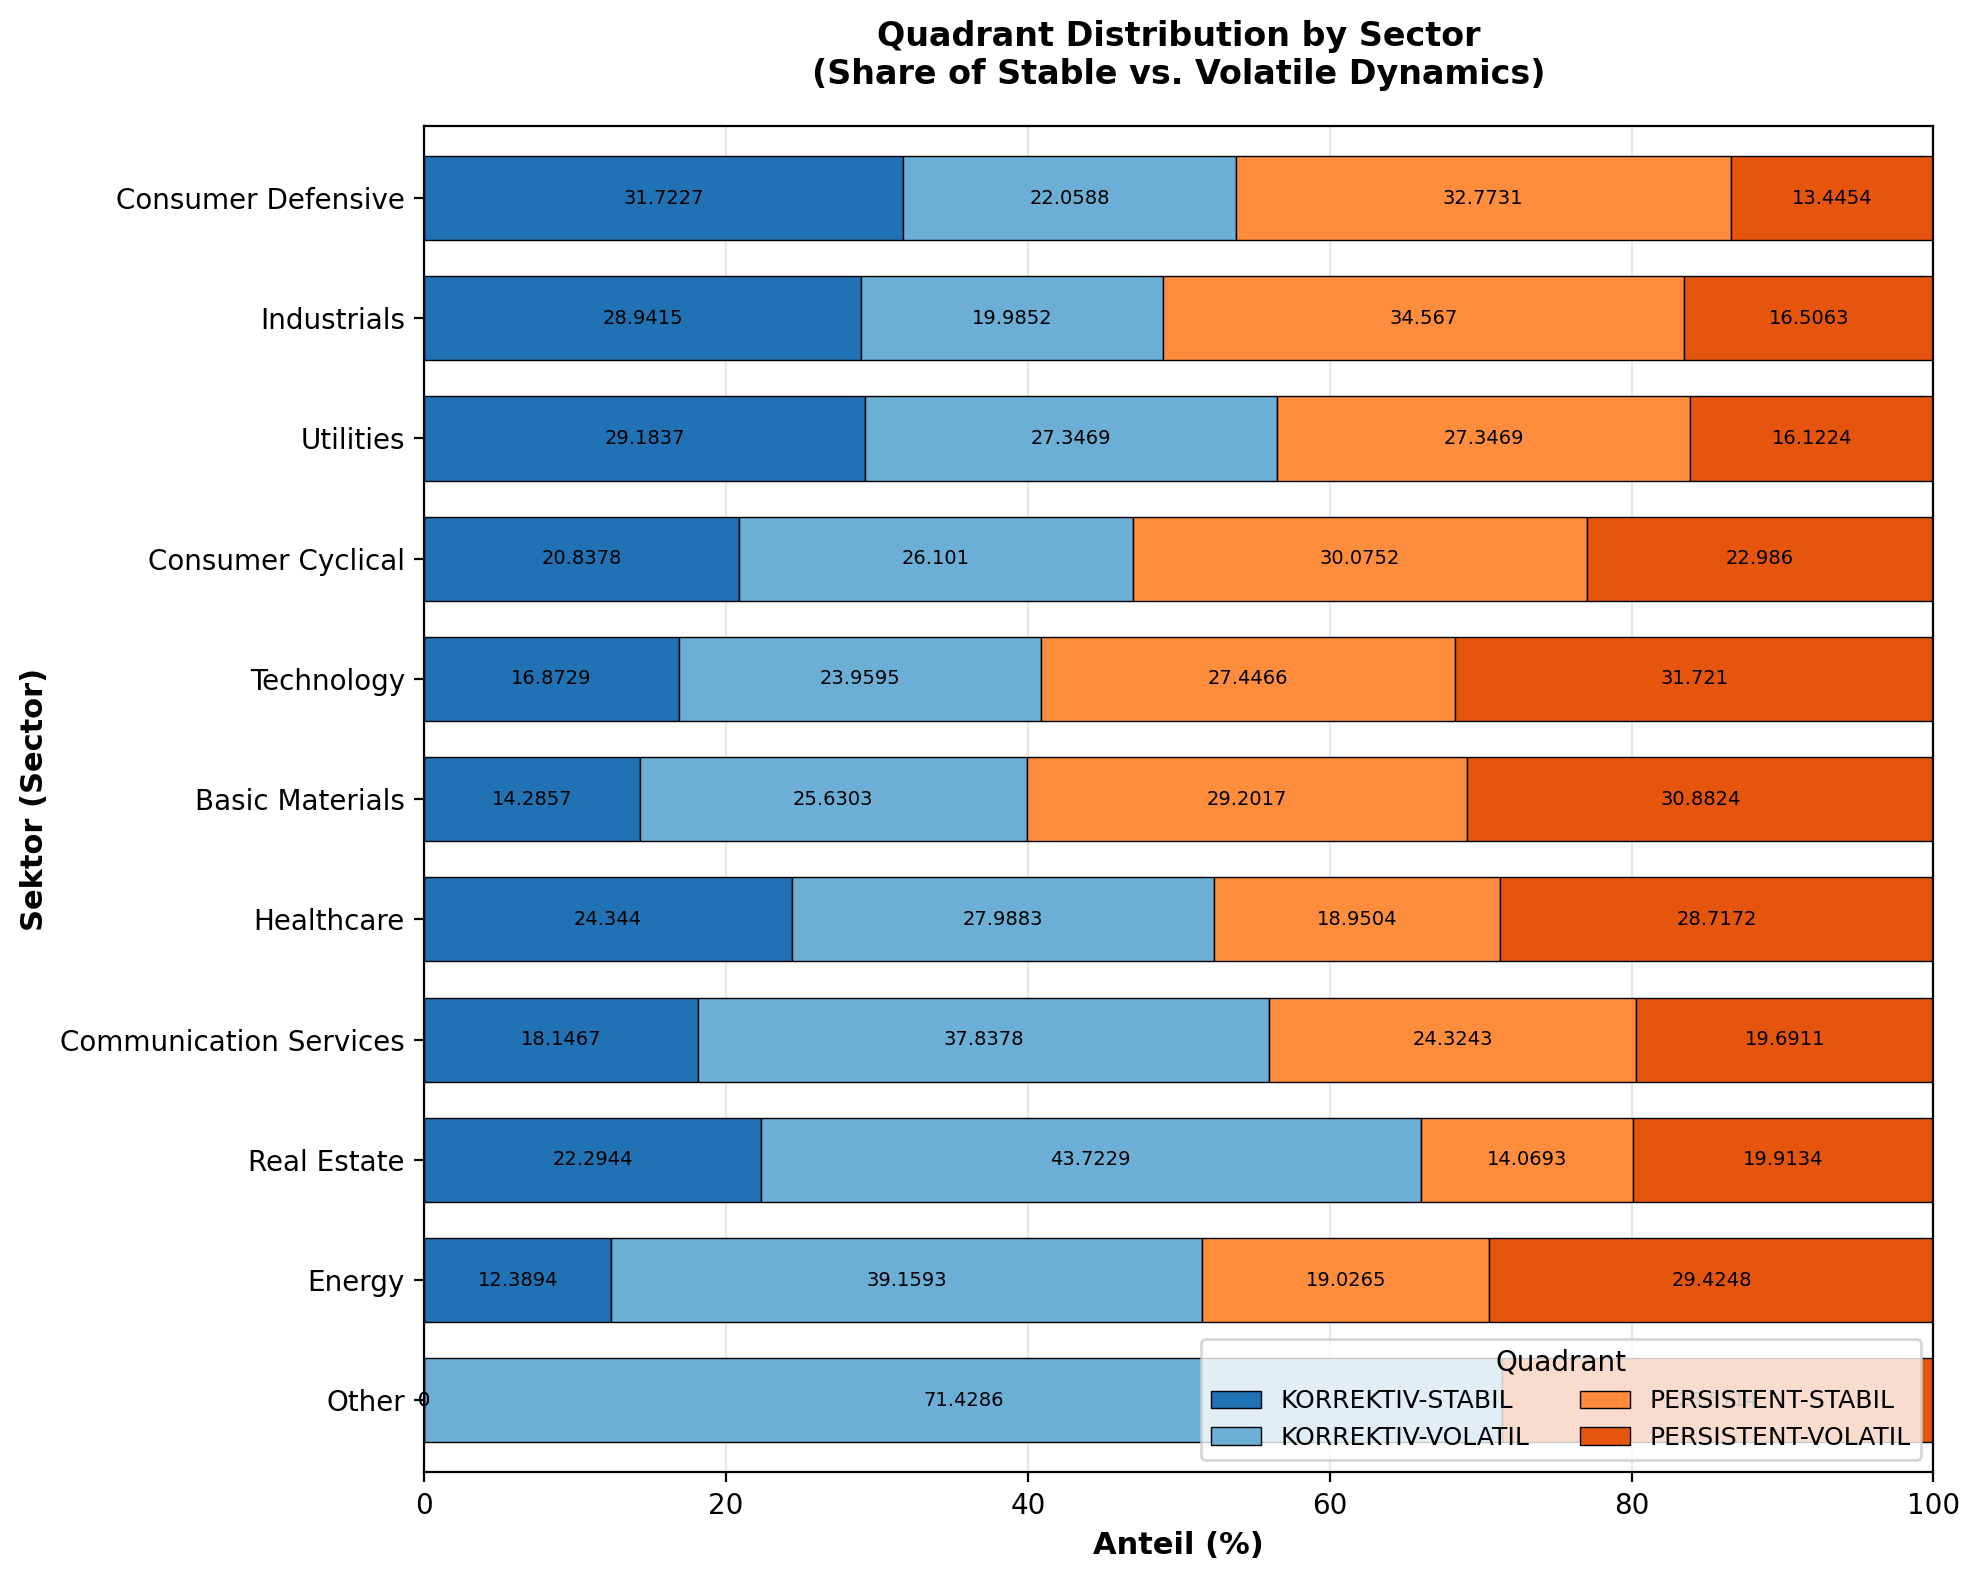 Quadrant Distribution by Sector
(Share of Stable vs. Volatile Dynamics)
Sektor (Sector)
Consumer Defensive 31.7227 22.0588 32.7731 13.4454
Industrials 28.9415 19.9852 34.567 16.5063
Utilities 29.1837 27.3469 27.3469 16.1224
Consumer Cyclical 20.8378 26.101 30.0752 22.986
Technology 16.8729 23.9595 27.4466 31.721
Basic Materials 14.2857 25.6303 29.2017 30.8824
Healthcare 24.344 27.9883 18.9504 28.7172
Communication Services 18.1467 37.8378 24.3243 19.6911
Real Estate 22.2944 43.7229 14.0693 19.9134
Energy 12.3894 39.1593 19.0265 29.4248
Other 0 71.4286
Quadrant
KORREKTIV-STABIL PERSISTENT-STABIL
KORREKTIV-VOLATIL PERSISTENT-VOLATIL
0 20 40 60 80 100
Anteil (%)